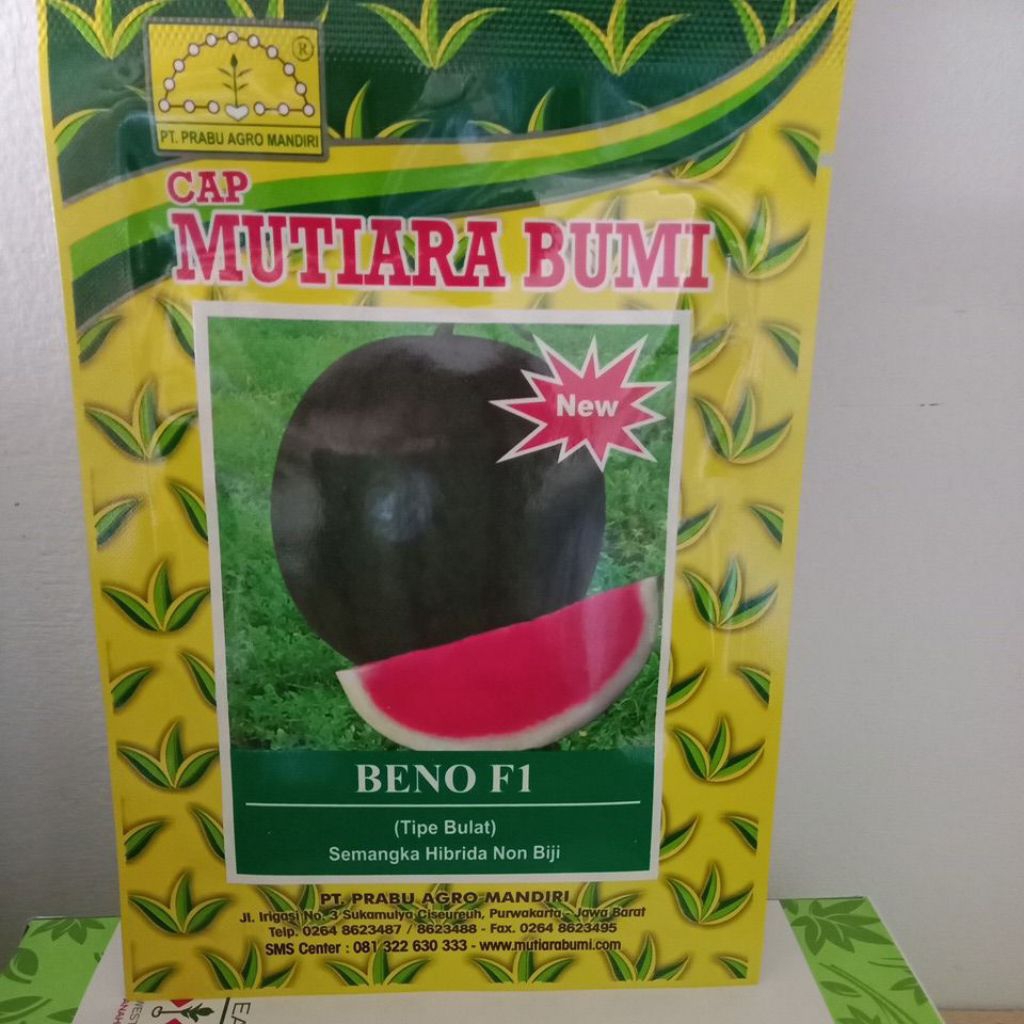 ®
PT. PRABU AGRO MANDIRI
CAP
MUTIARA BUMI
New
BENO F1
(Tipe Bulat)
Semangka Hibrida Non Biji
PT. PRABU AGRO MANDIRI
Jl. Irigasi No. 3 Sukamulya Ciseureuh, Purwakarta - Jawa Barat
Telp. 0264 8623487 / 8623488 - Fax. 0264 8623495
SMS Center : 081 322 630 333 - www.mutiarabumi.com